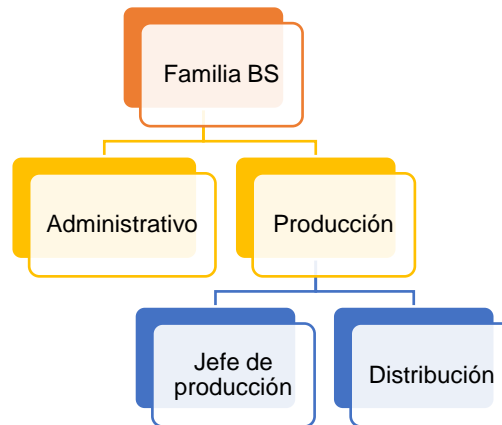 Familia BS
Administrativo
Producción
Jefe de
producción
Distribución